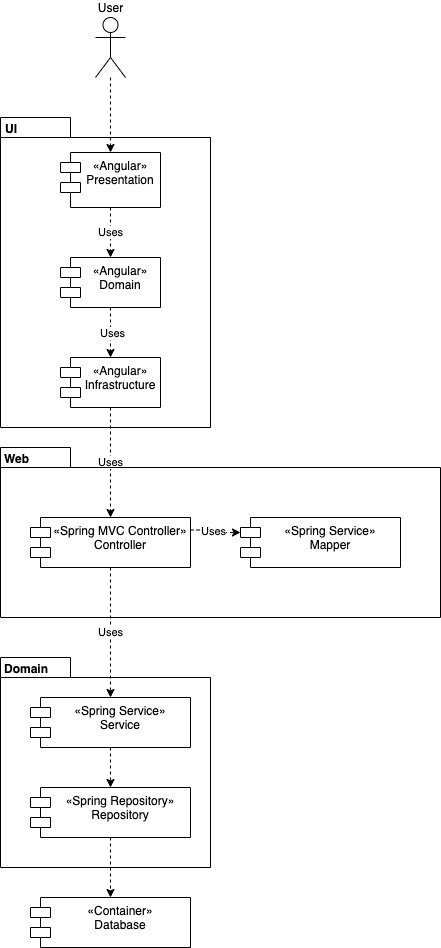 User
UI
«Angular»
Presentation
Uses
«Angular»
Domain
Uses
«Angular»
Infrastructure
Uses
Web
«Spring MVC Controller»
Controller
Uses
«Spring Service»
Mapper
Uses
Domain
«Spring Service»
Service
«Spring Repository»
Repository
«Container»
Database